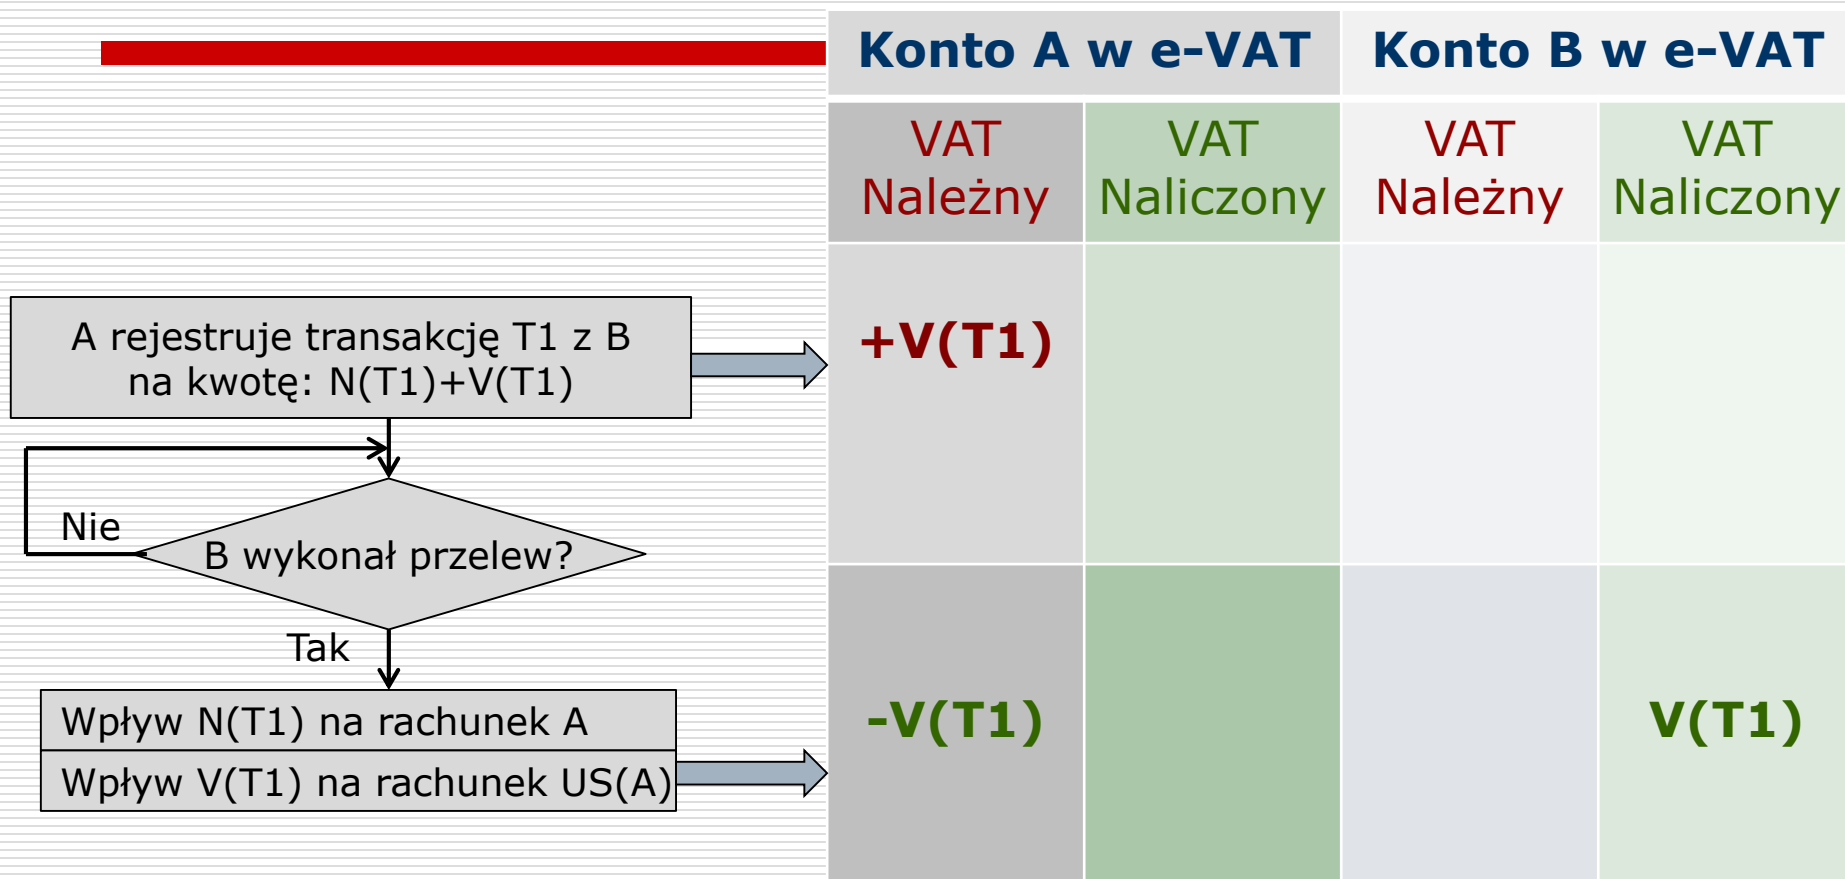 Konto A w e-VAT
Konto B w e-VAT
VAT
Należny
VAT
Naliczony
VAT
Należny
VAT
Naliczony
A rejestruje transakcję T1 z B
na kwotę: N(T1)+V(T1)
+V(T1)
Nie
B wykonał przelew?
Tak
Wpływ N(T1) na rachunek A
Wpływ V(T1) na rachunek US(A)
-V(T1)
V(T1)